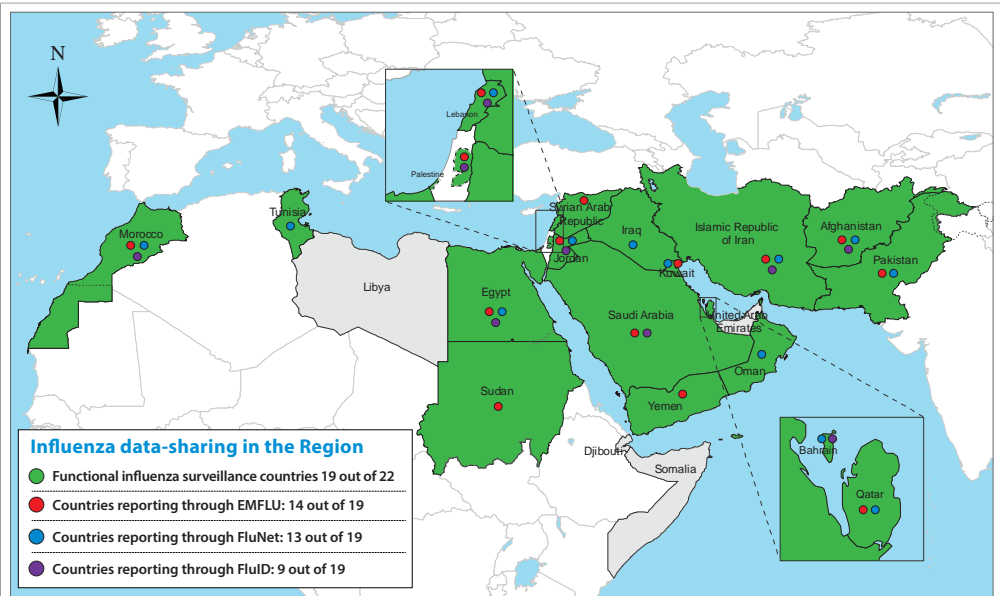 N
Lebanon
Palestine
Morocco
Tunisia
Libya
Egypt
Sudan
Syrian Arab
Republic
Jordan
Iraq
Kuwait
Islamic Republic
of Iran
Afghanistan
Pakistan
Saudi Arabia
United Arab
Emirates
Oman
Yemen
Djibouti
Somalia
Bahrain
Qatar
Influenza data-sharing in the Region
Functional influenza surveillance countries 19 out of 22
Countries reporting through EMFLU: 14 out of 19
Countries reporting through FluNet: 13 out of 19
Countries reporting through FluID: 9 out of 19